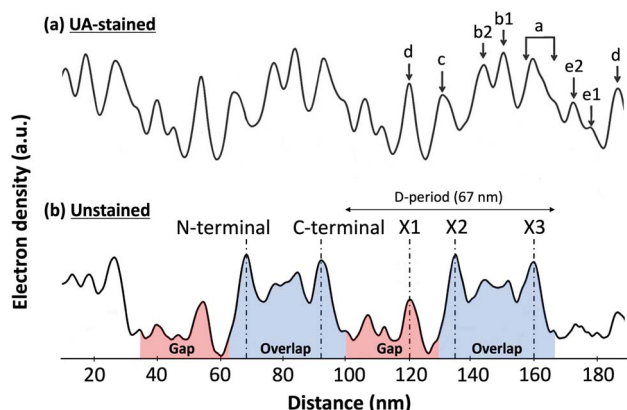 (a) UA-stained
d c b2 b1 a e2 e1 d
(b) Unstained
D-period (67 nm)
N-terminal C-terminal X1 X2 X3
Gap Overlap Gap Overlap
20 40 60 80 100 120 140 160 180
Distance (nm)
Electron density (a.u.)